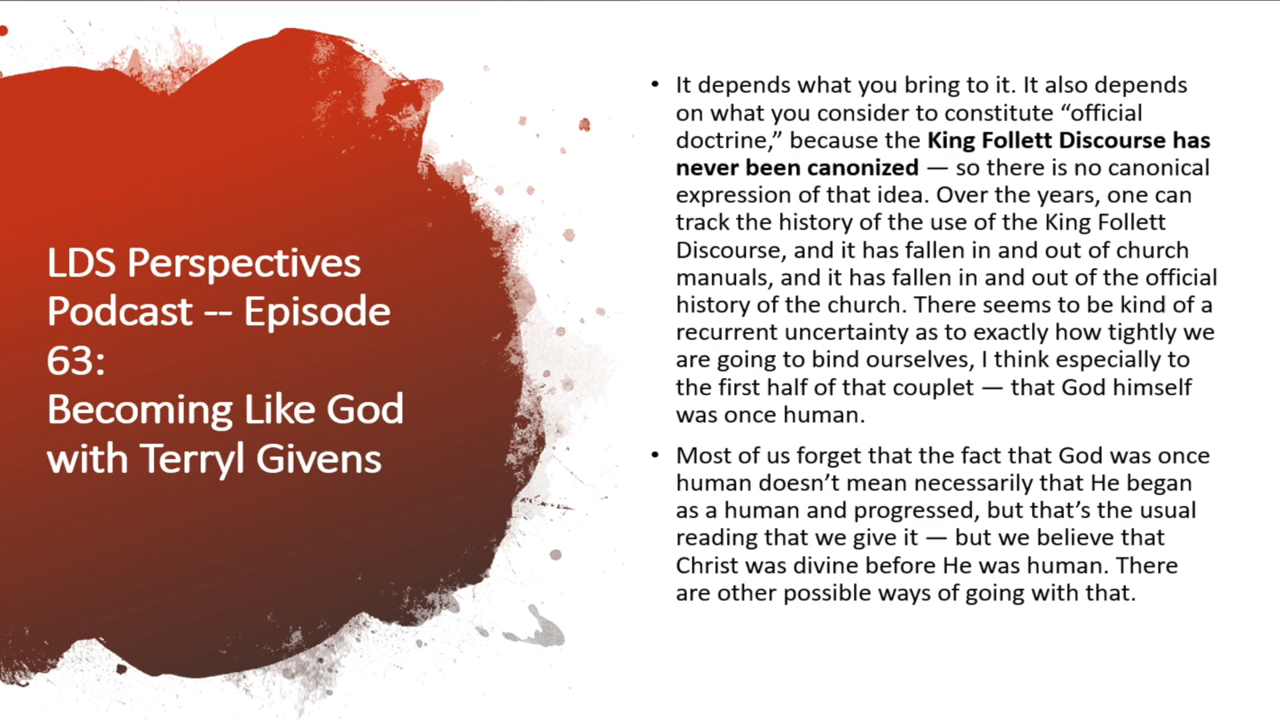 LDS Perspectives
Podcast -- Episode
63:
Becoming Like God
with Terryl Givens
• It depends what you bring to it. It also depends
on what you consider to constitute “official
doctrine,” because the King Follett Discourse has
never been canonized — so there is no canonical
expression of that idea. Over the years, one can
track the history of the use of the King Follett
Discourse, and it has fallen in and out of church
manuals, and it has fallen in and out of the official
history of the church. There seems to be kind of a
recurrent uncertainty as to exactly how tightly we
are going to bind ourselves, I think especially to
the first half of that couplet — that God himself
was once human.
• Most of us forget that the fact that God was once
human doesn’t mean necessarily that He began
as a human and progressed, but that’s the usual
reading that we give it — but we believe that
Christ was divine before He was human. There
are other possible ways of going with that.